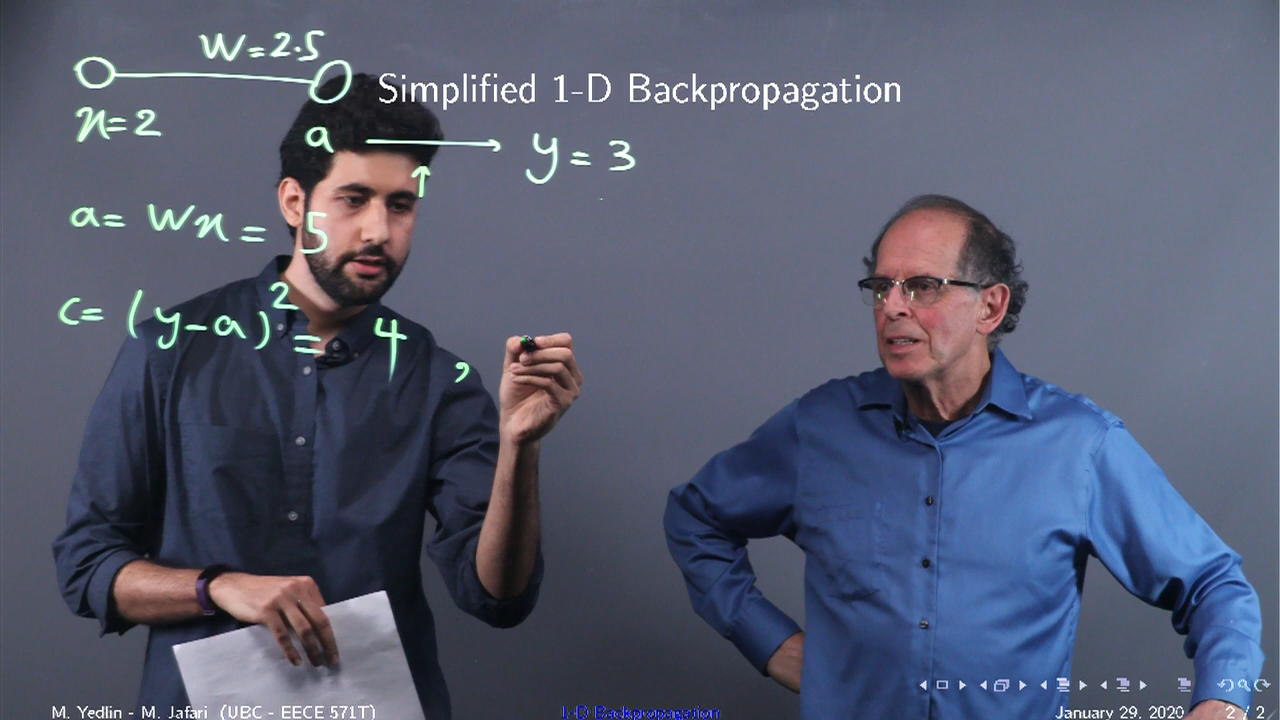 w=2.5
Simplified 1-D Backpropagation
x=2
a → y = 3
↑
a = wx = 5
c = (y-a)² = 4 ,
M. Yedlin - M. Jafari (UBC - EECE 571T)
1-D Backpropagation
January 29, 2020
2 / 2